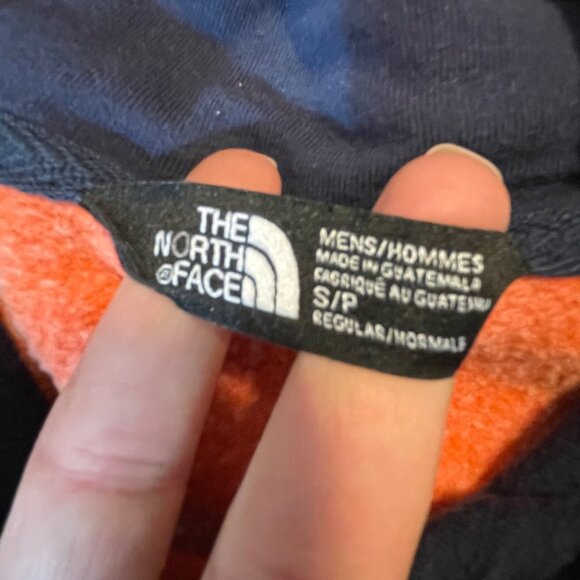 THE
NORTH
FACE
MENS/HOMMES
MADE IN GUATEMALA
FABRIQUÉ AU GUATEMALA
S/P
REGULAR/NORMALE